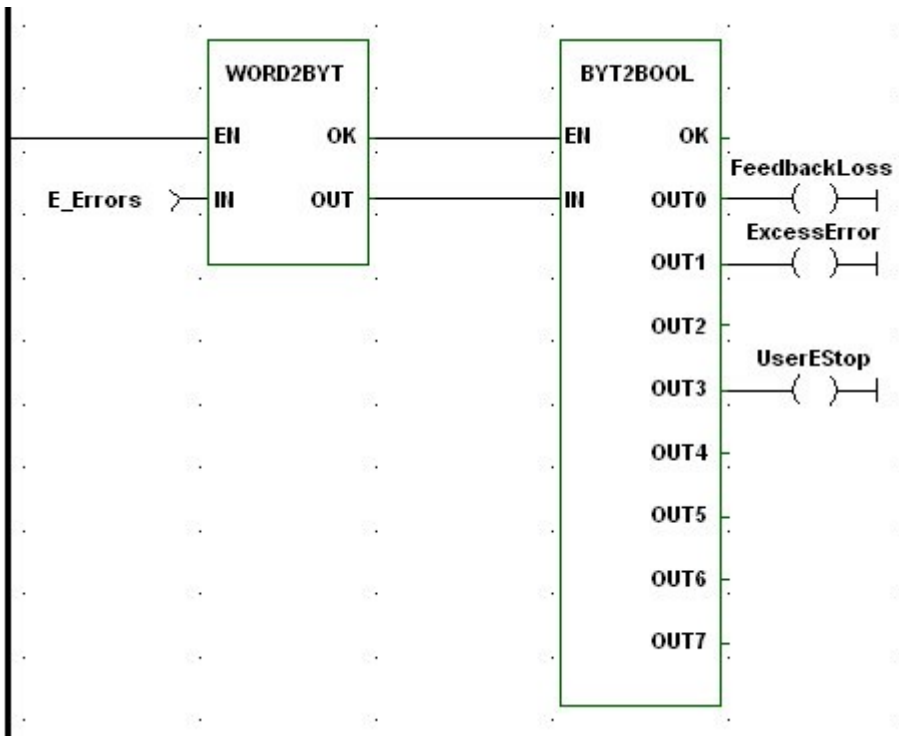 WORD2BYT BYT2BOOL
EN OK EN OK
FeedbackLoss
E_Errors IN OUT IN OUT0
ExcessError
OUT1
OUT2
UserEStop
OUT3
OUT4
OUT5
OUT6
OUT7